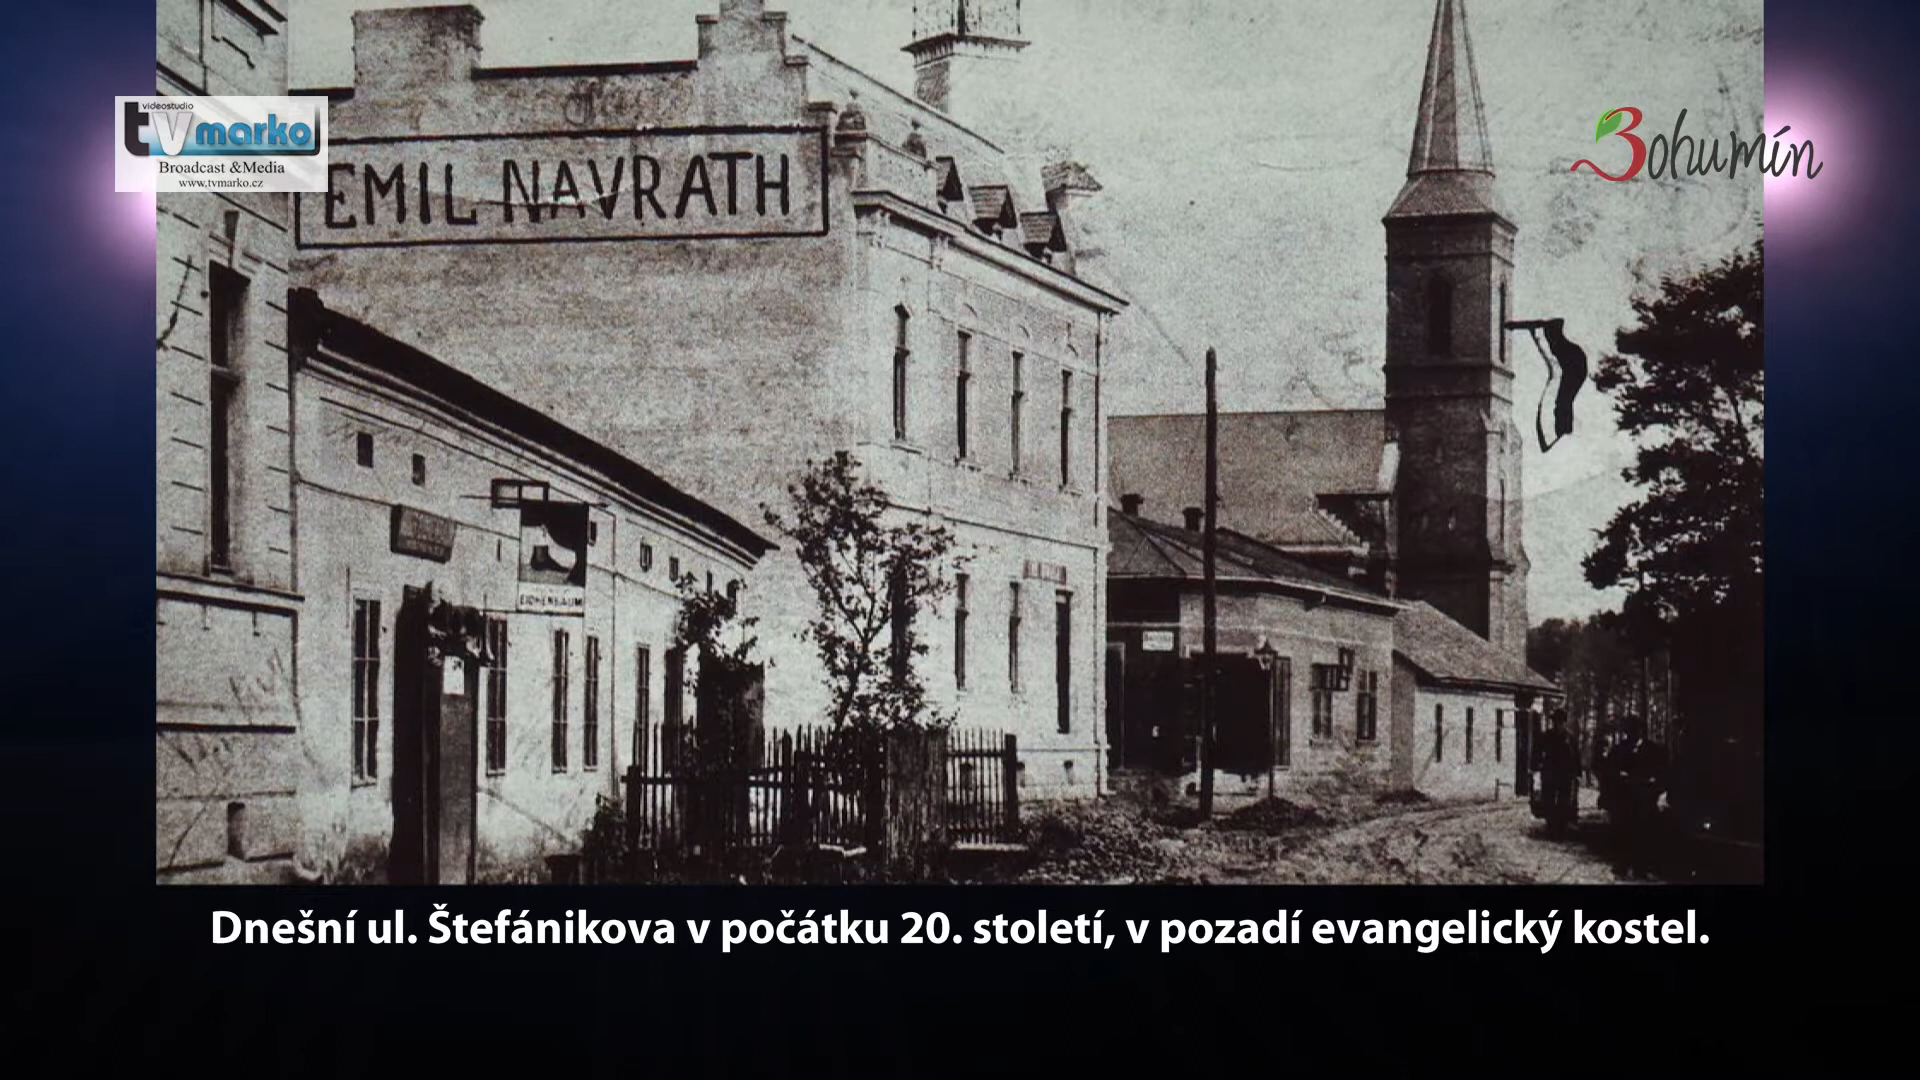 videostudio
tvmarko
Broadcast &Media
www.tvmarko.cz
Bohumín
EMIL NAVRATH
EICHENBAUM
Dnešní ul. Štefánikova v počátku 20. století, v pozadí evangelický kostel.